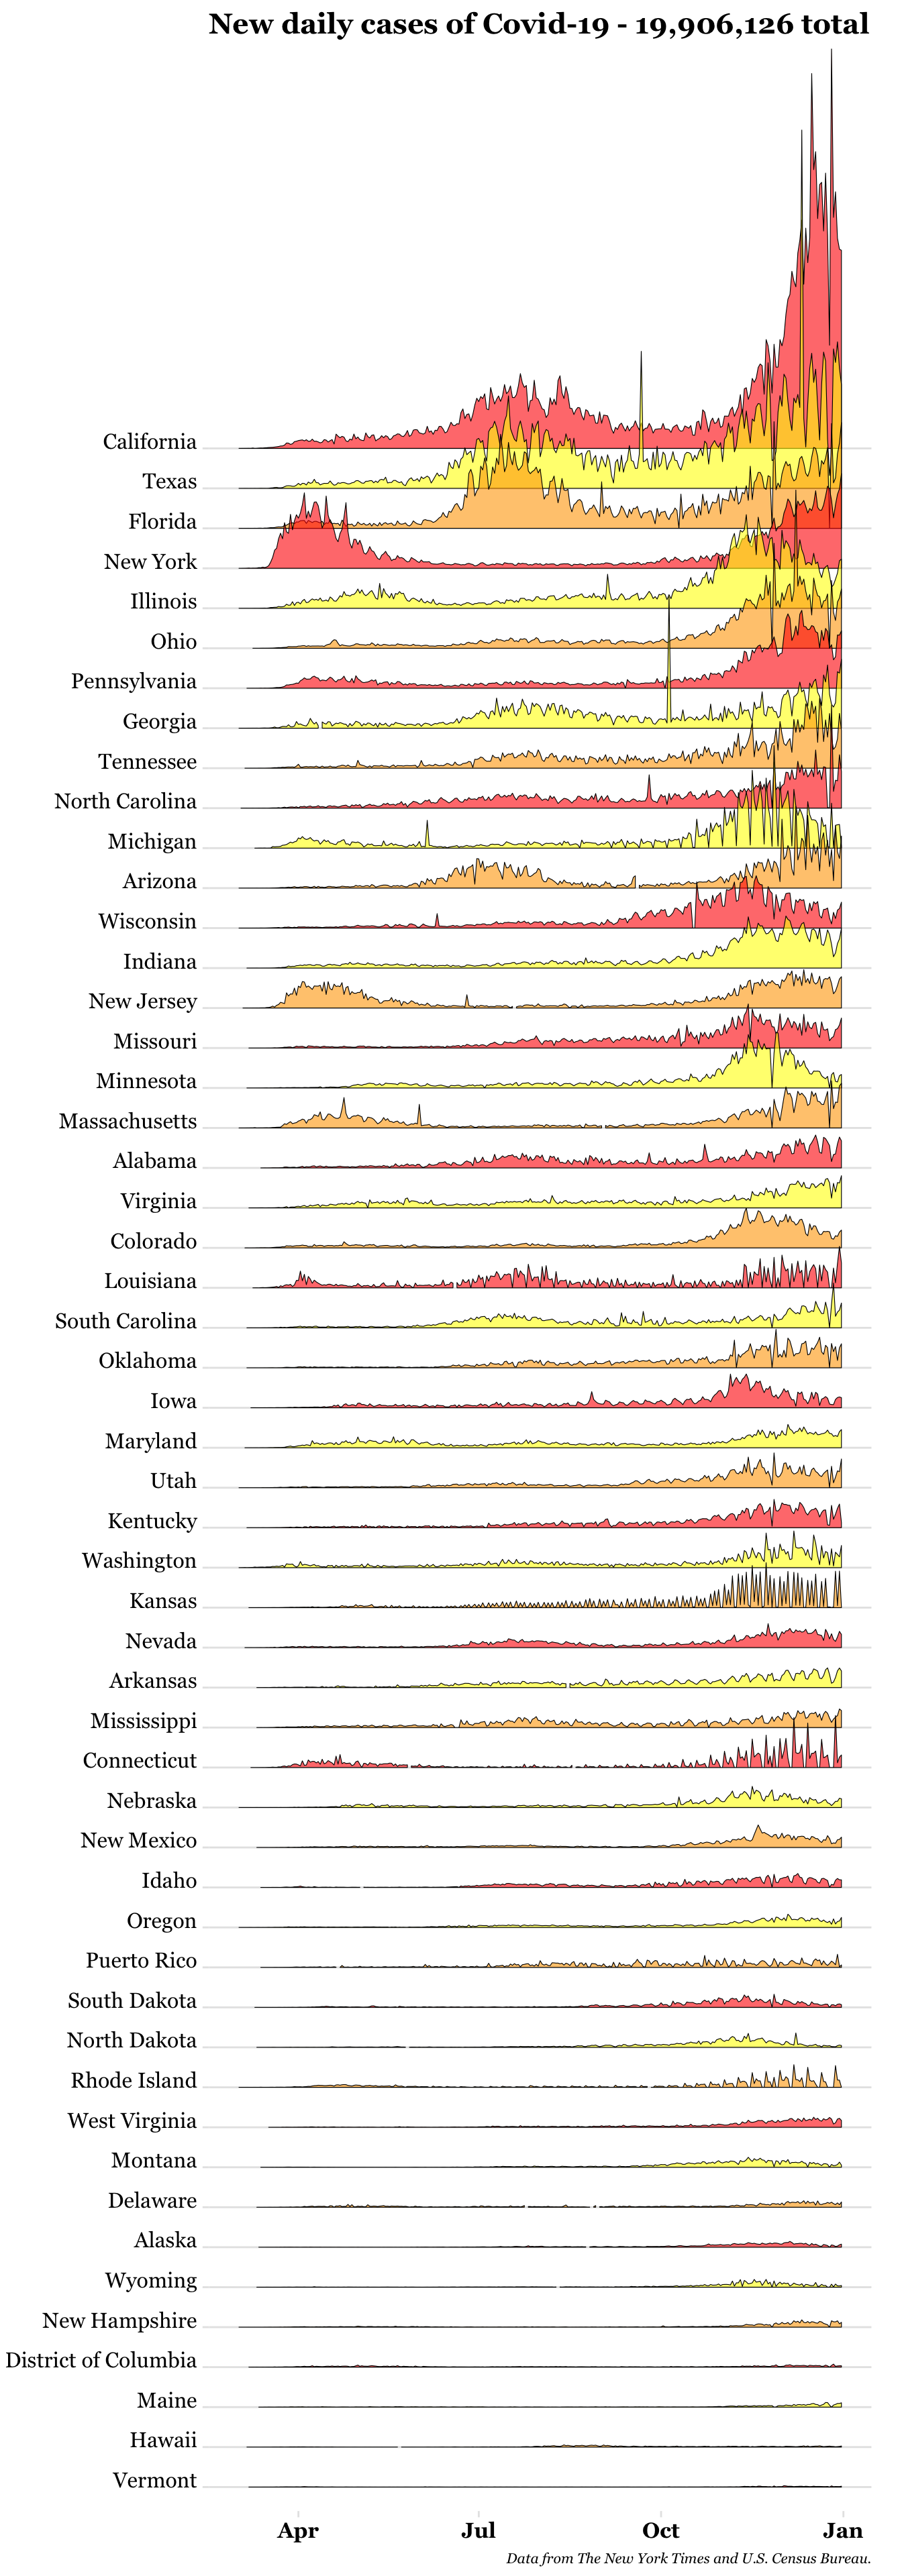 New daily cases of Covid-19 - 19,906,126 total
California
Texas
Florida
New York
Illinois
Ohio
Pennsylvania
Georgia
Tennessee
North Carolina
Michigan
Arizona
Wisconsin
Indiana
New Jersey
Missouri
Minnesota
Massachusetts
Alabama
Virginia
Colorado
Louisiana
South Carolina
Oklahoma
Iowa
Maryland
Utah
Kentucky
Washington
Kansas
Nevada
Arkansas
Mississippi
Connecticut
Nebraska
New Mexico
Idaho
Oregon
Puerto Rico
South Dakota
North Dakota
Rhode Island
West Virginia
Montana
Delaware
Alaska
Wyoming
New Hampshire
District of Columbia
Maine
Hawaii
Vermont
Apr Jul Oct Jan
Data from The New York Times and U.S. Census Bureau.